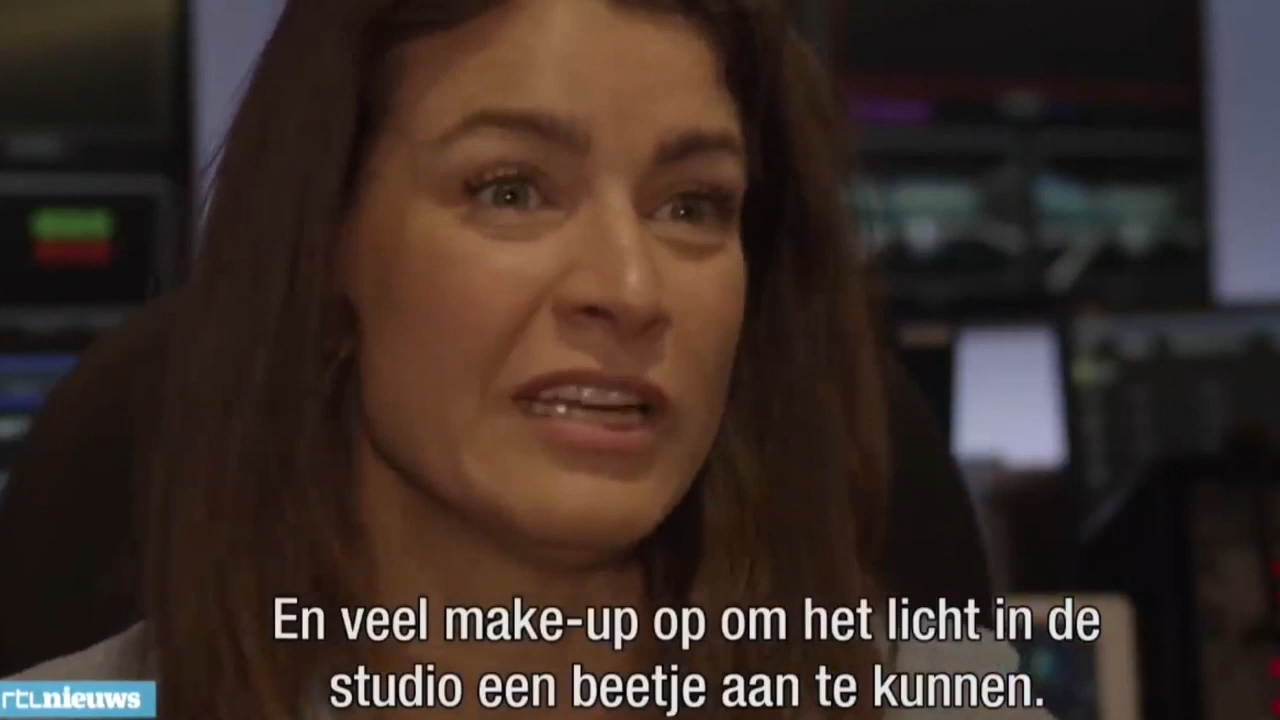 En veel make-up op om het licht in de
studio een beetje aan te kunnen.
rtlnieuws